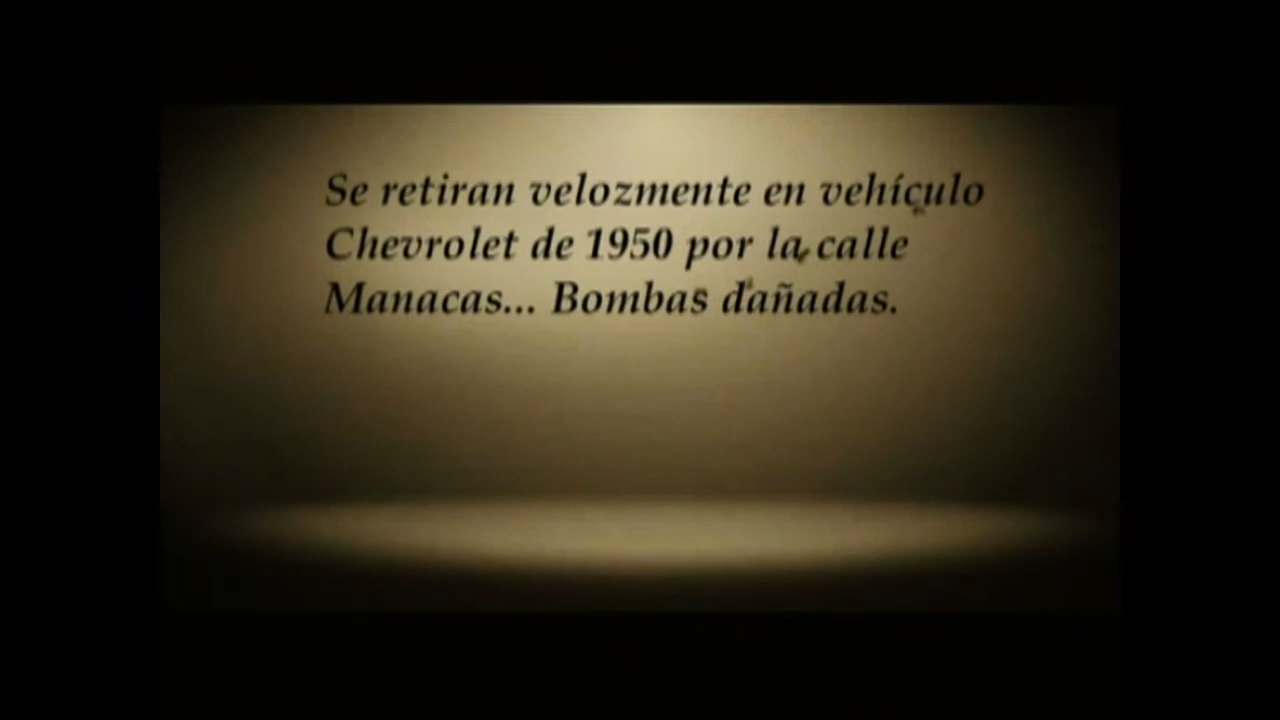 Se retiran velozmente en vehículo
Chevrolet de 1950 por la calle
Manacas... Bombas dañadas.